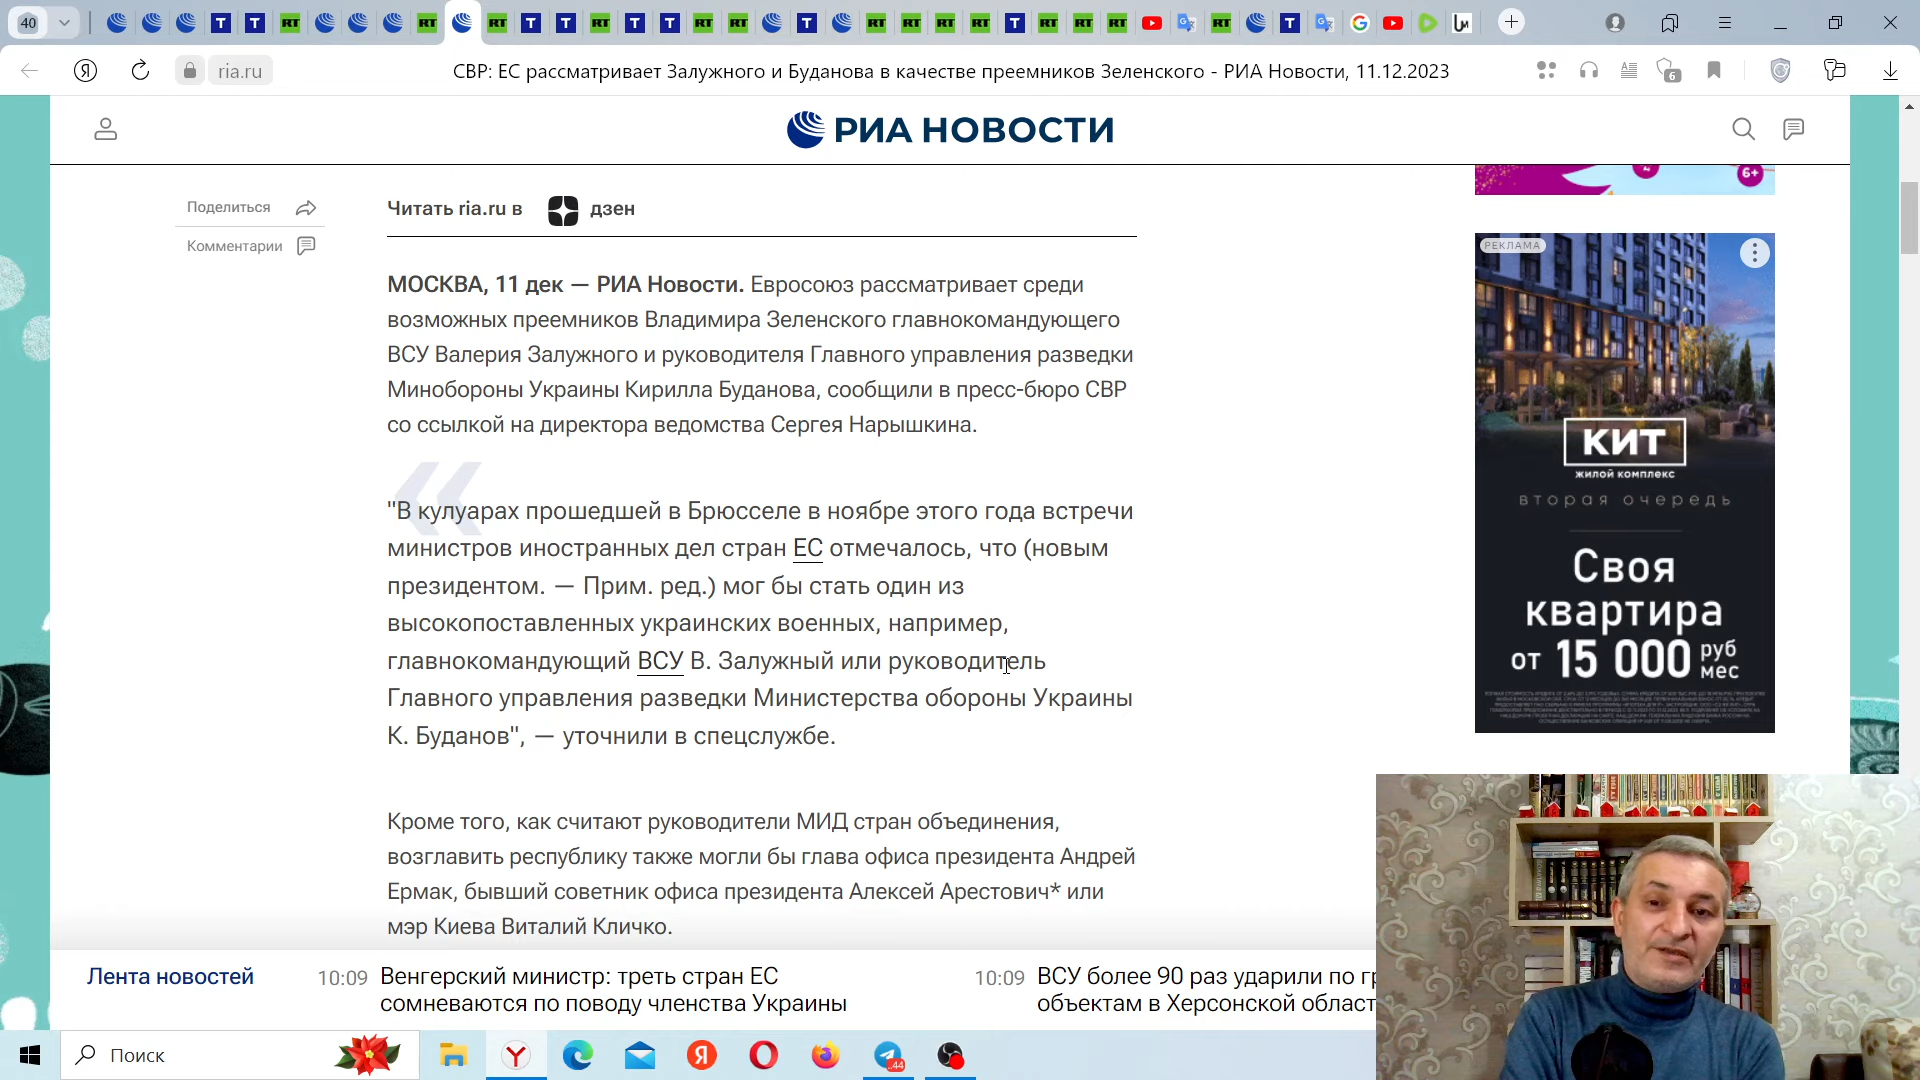 40
ria.ru
СВР: ЕС рассматривает Залужного и Буданова в качестве преемников Зеленского - РИА Новости, 11.12.2023
6
РИА НОВОСТИ
6+
Поделиться
Комментарии
Читать ria.ru в дзен
МОСКВА, 11 дек — РИА Новости. Евросоюз рассматривает среди
возможных преемников Владимира Зеленского главнокомандующего
ВСУ Валерия Залужного и руководителя Главного управления разведки
Минобороны Украины Кирилла Буданова, сообщили в пресс-бюро СВР
со ссылкой на директора ведомства Сергея Нарышкина.
"В кулуарах прошедшей в Брюсселе в ноябре этого года встречи
министров иностранных дел стран ЕС отмечалось, что (новым
президентом. — Прим. ред.) мог бы стать один из
высокопоставленных украинских военных, например,
главнокомандующий ВСУ В. Залужный или руководитель
Главного управления разведки Министерства обороны Украины
К. Буданов", — уточнили в спецслужбе.
Кроме того, как считают руководители МИД стран объединения,
возглавить республику также могли бы глава офиса президента Андрей
Ермак, бывший советник офиса президента Алексей Арестович* или
мэр Киева Виталий Кличко.
РЕКЛАМА
КИТ
жилой комплекс
вторая очередь
Своя
квартира
от 15 000 руб
мес
Лента новостей
10:09 Венгерский министр: треть стран ЕС
сомневаются по поводу членства Украины
10:09 ВСУ более 90 раз ударили по гр
объектам в Херсонской област
Поиск
44